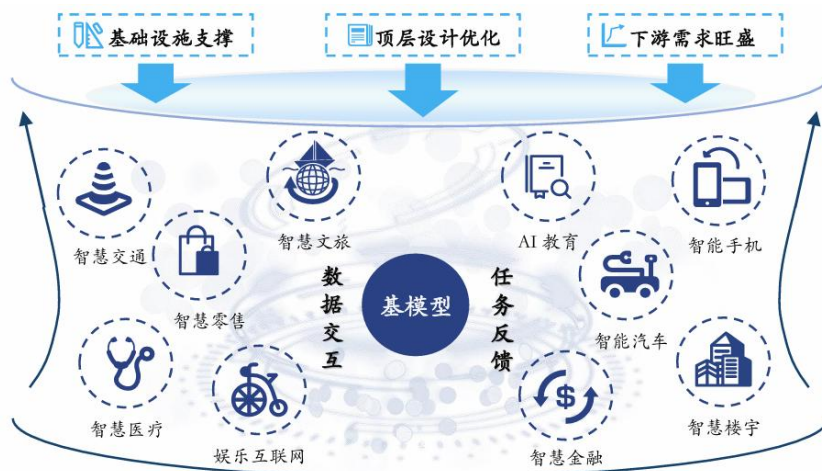 基础设施支撑
顶层设计优化
下游需求旺盛
智慧交通
智慧文旅
AI 教育
智能手机
智慧零售
数据交互
基模型
任务反馈
智能汽车
智慧医疗
娱乐互联网
$
智慧金融
智慧楼宇